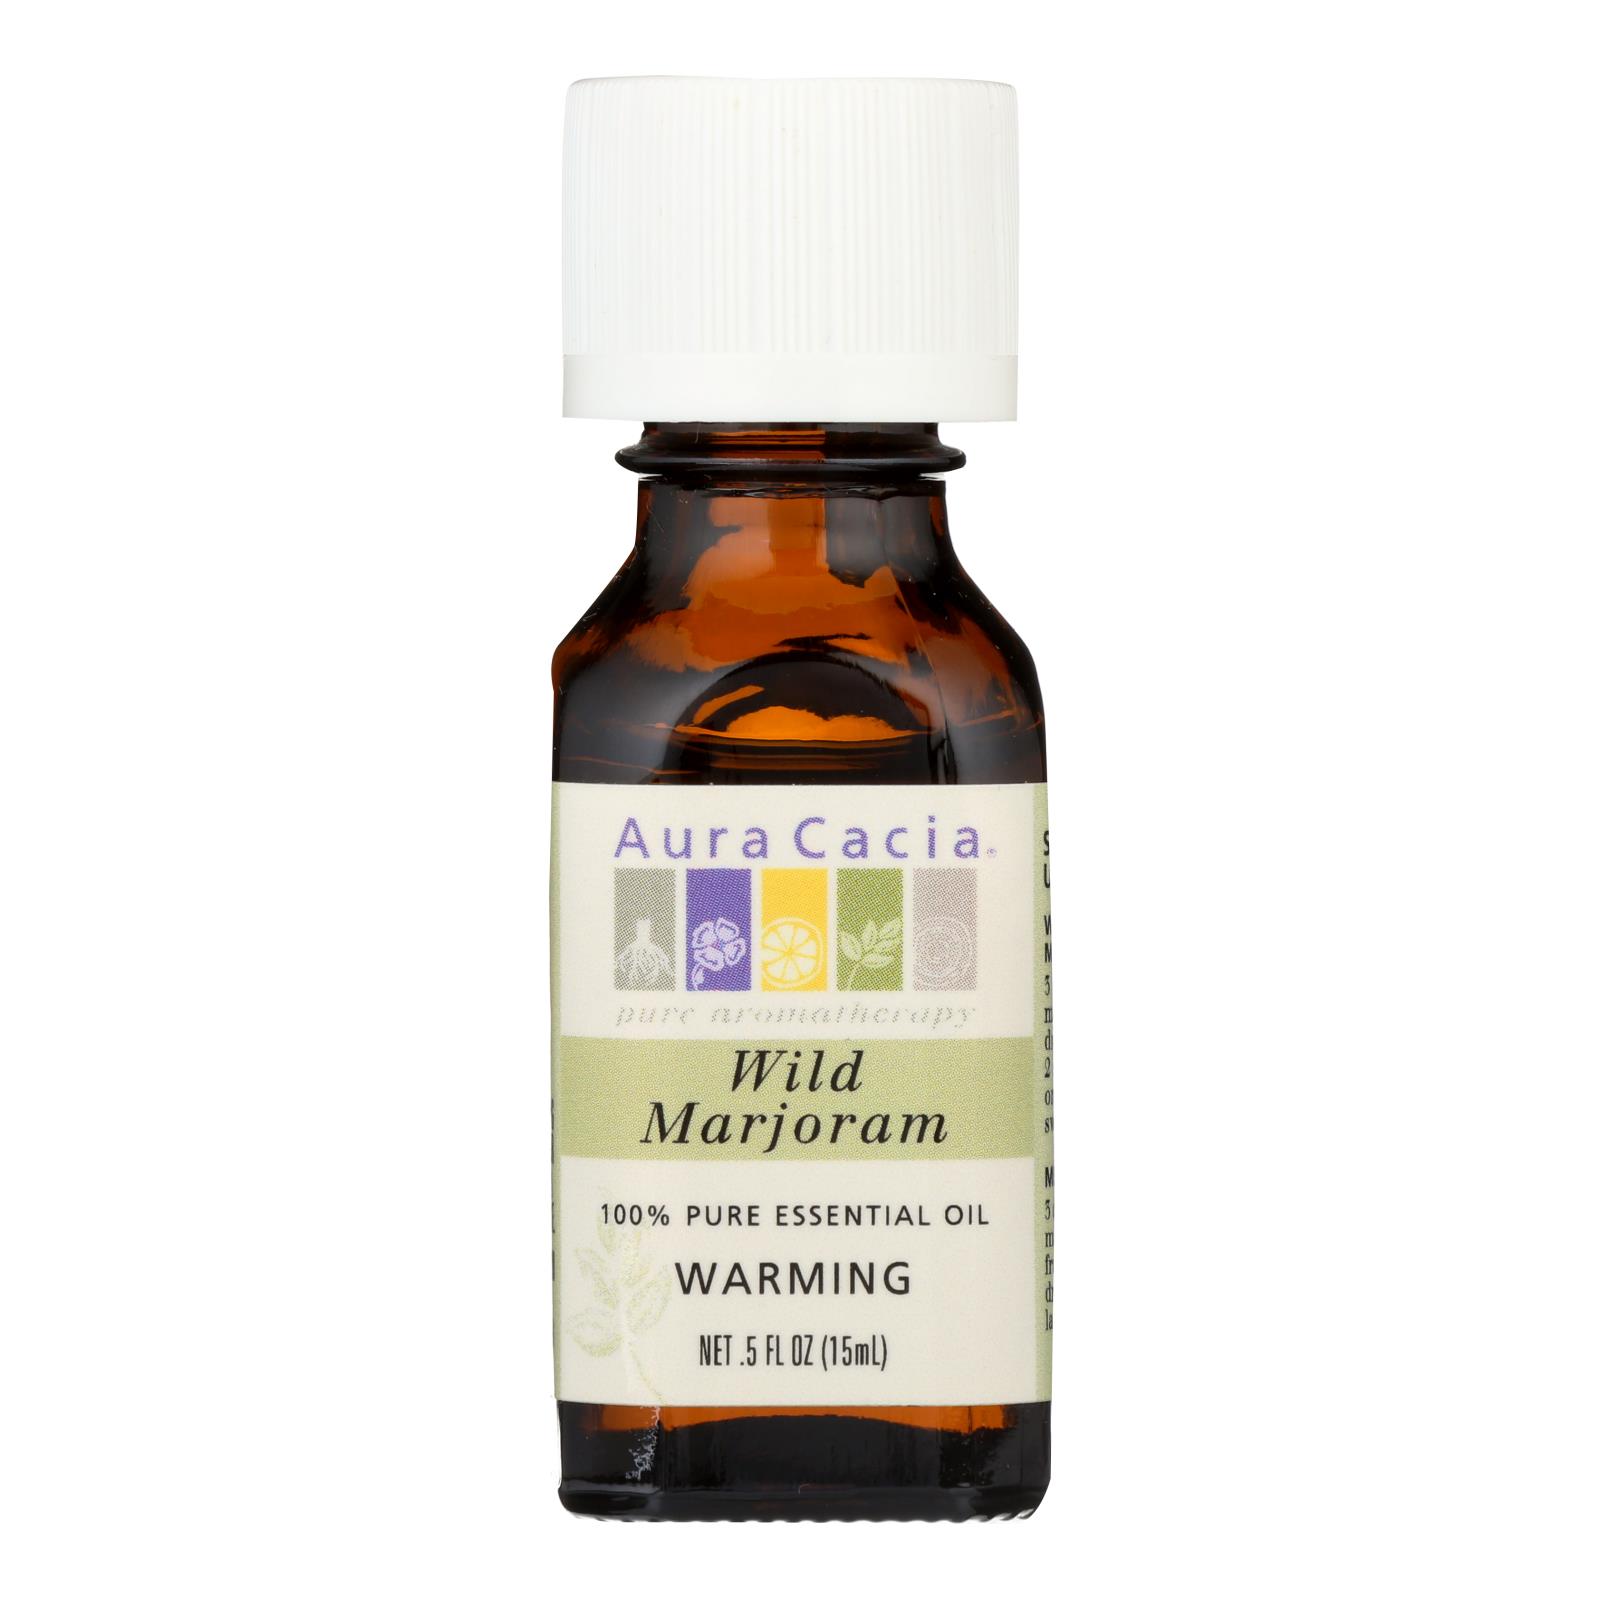 Aura Cacia®
pure aromatherapy
Wild
Marjoram
100% PURE ESSENTIAL OIL
WARMING
NET .5 FL OZ (15mL)